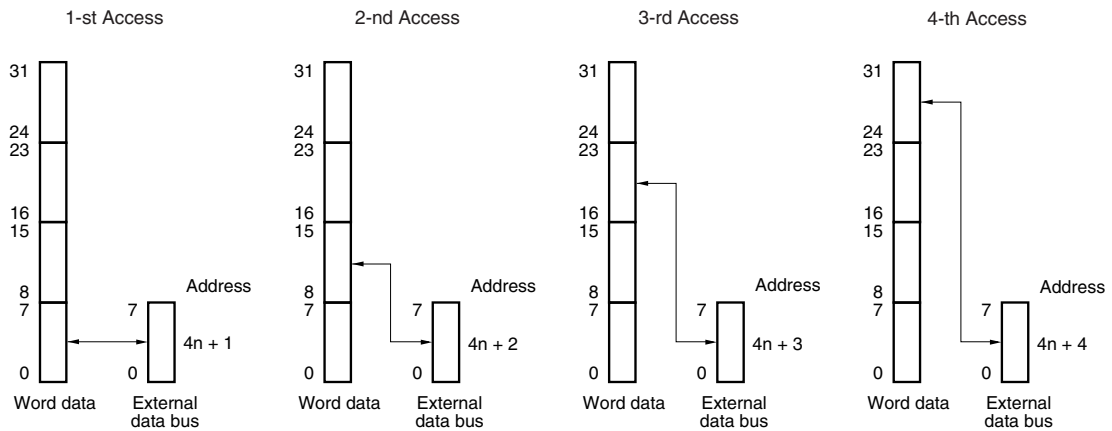 1-st Access
31
24
23
16
15
8
7
0
Word data
Address
7
4n + 1
0
External
data bus
2-nd Access
31
24
23
16
15
8
7
0
Word data
Address
7
4n + 2
0
External
data bus
3-rd Access
31
24
23
16
15
8
7
0
Word data
Address
7
4n + 3
0
External
data bus
4-th Access
31
24
23
16
15
8
7
0
Word data
Address
7
4n + 4
0
External
data bus